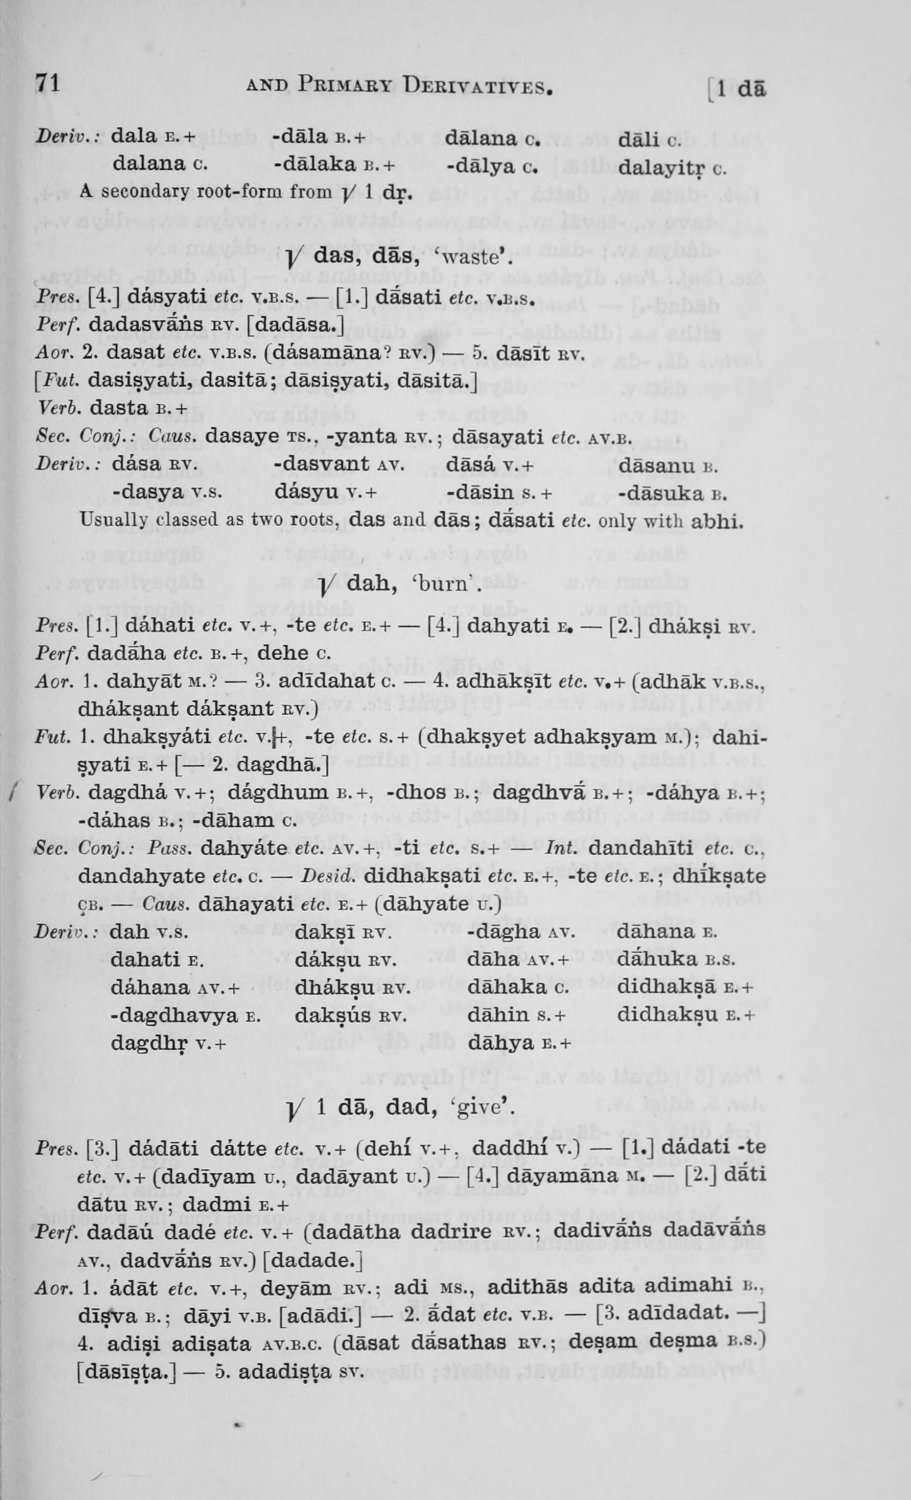 71 AND PRIMARY DERIVATIVES. [1 dā
Deriv.: dala E.+ -dāla B.+ dālana C. dāli C.
dalana C. -dālaka B.+ -dālya C. dalayitṛ C.
A secondary root-form from √ 1 dṛ.
√ das, dās, ‘waste’.
Pres. [4.] dásyati etc. V.B.S. — [1.] dā́sati etc. V.B.S.
Perf. dadasvā́ṅs RV. [dadāsa.]
Aor. 2. dasat etc. V.B.S. (dásamāna? RV.) — 5. dāsīt RV.
[Fut. dasiṣyati, dasitā; dāsiṣyati, dāsitā.]
Verb. dasta B.+
Sec. Conj.: Caus. dasaye TS., -yanta RV.; dāsayati etc. AV.B.
Deriv.: dása RV. -dasvant AV. dāsá V.+ dāsanu B.
-dasya V.S. dásyu V.+ -dāsin S.+ -dāsuka B.
Usually classed as two roots, das and dās; dā́sati etc. only with abhi.
√ dah, ‘burn’.
Pres. [1.] dáhati etc. V.+, -te etc. E.+ — [4.] dahyati E. — [2.] dhákṣi RV.
Perf. dadā́ha etc. B.+, dehe C.
Aor. 1. dahyāt M.? — 3. adīdahat C. — 4. adhākṣīt etc. V.+ (adhāk V.B.S.,
dhákṣant dákṣant RV.)
Fut. 1. dhakṣyáti etc. V.+, -te etc. S.+ (dhakṣyet adhakṣyam M.); dahi-
ṣyati E.+ [— 2. dagdhā.]
Verb. dagdhá V.+; dágdhum B.+, -dhos B.; dagdhvā́ B.+; -dáhya B.+;
-dáhas B.; -dāham C.
Sec. Conj.: Pass. dahyáte etc. AV.+, -ti etc. S.+ — Int. dandahīti etc. C.,
dandahyate etc. C. — Desid. didhakṣati etc. E.+, -te etc. E.; dhī́kṣate
ÇB. — Caus. dāhayati etc. E.+ (dāhyate U.)
Deriv.: dah V.S. dakṣī RV. -dāgha AV. dāhana E.
dahati E. dákṣu RV. dāha AV.+ dā́huka B.S.
dáhana AV.+ dhákṣu RV. dāhaka C. didhakṣā E.+
-dagdhavya E. dakṣús RV. dāhin S.+ didhakṣu E.+
dagdhṛ V.+ dāhya E.+
√ 1 dā, dad, ‘give’.
Pres. [3.] dádāti dátte etc. V.+ (dehí V.+, daddhí V.) — [1.] dádati -te
etc. V.+ (dadīyam U., dadāyant U.) — [4.] dāyamāna M. — [2.] dā́ti
dātu RV.; dadmi E.+
Perf. dadāú dadé etc. V.+ (dadātha dadrire RV.; dadivā́ṅs dadāvā́ṅs
AV., dadvā́ṅs RV.) [dadade.]
Aor. 1. ádāt etc. V.+, deyām RV.; adi MS., adithās adita adimahi B.,
dīṣva B.; dāyi V.B. [adādi.] — 2. ā́dat etc. V.B. — [3. adīdadat. —]
4. adiṣi adiṣata AV.B.C. (dāsat dā́sathas RV.; deṣam deṣma B.S.)
[dāsīṣṭa.] — 5. adadiṣṭa SV.